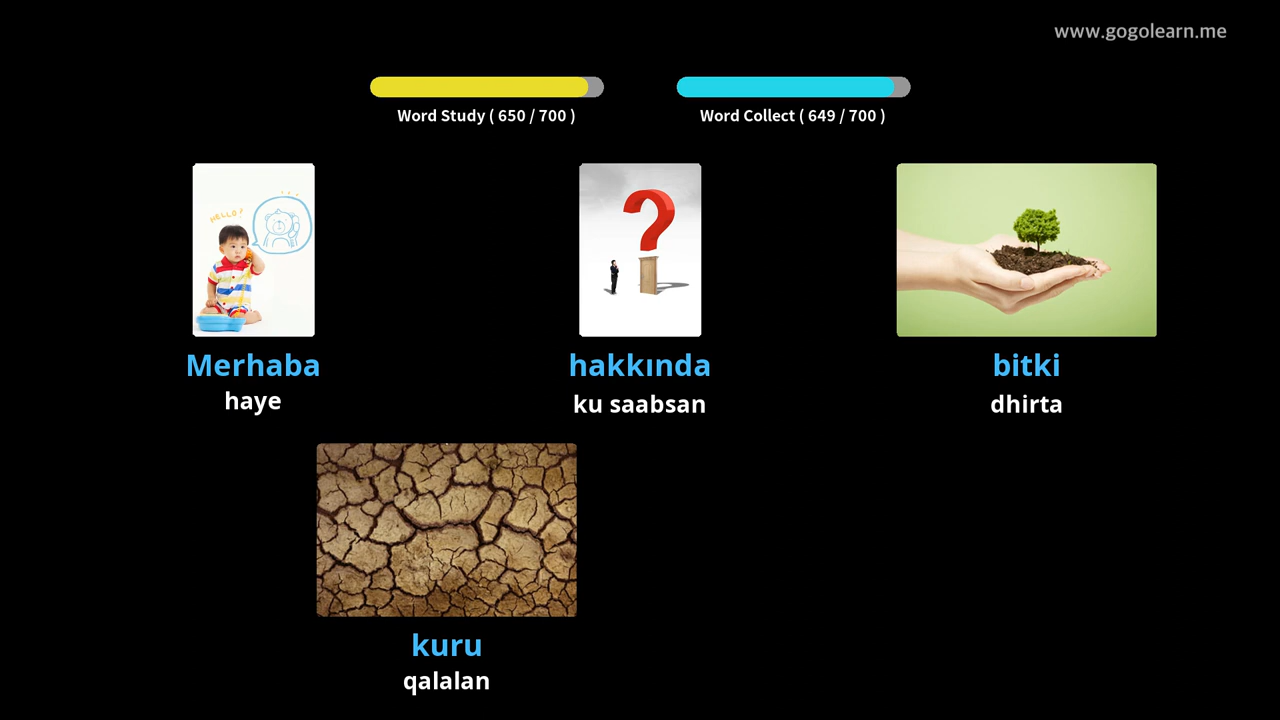 www.gogolearn.me
Word Study ( 650 / 700 )
Word Collect ( 649 / 700 )
HELLO?
Merhaba
haye
hakkında
ku saabsan
bitki
dhirta
kuru
qalalan